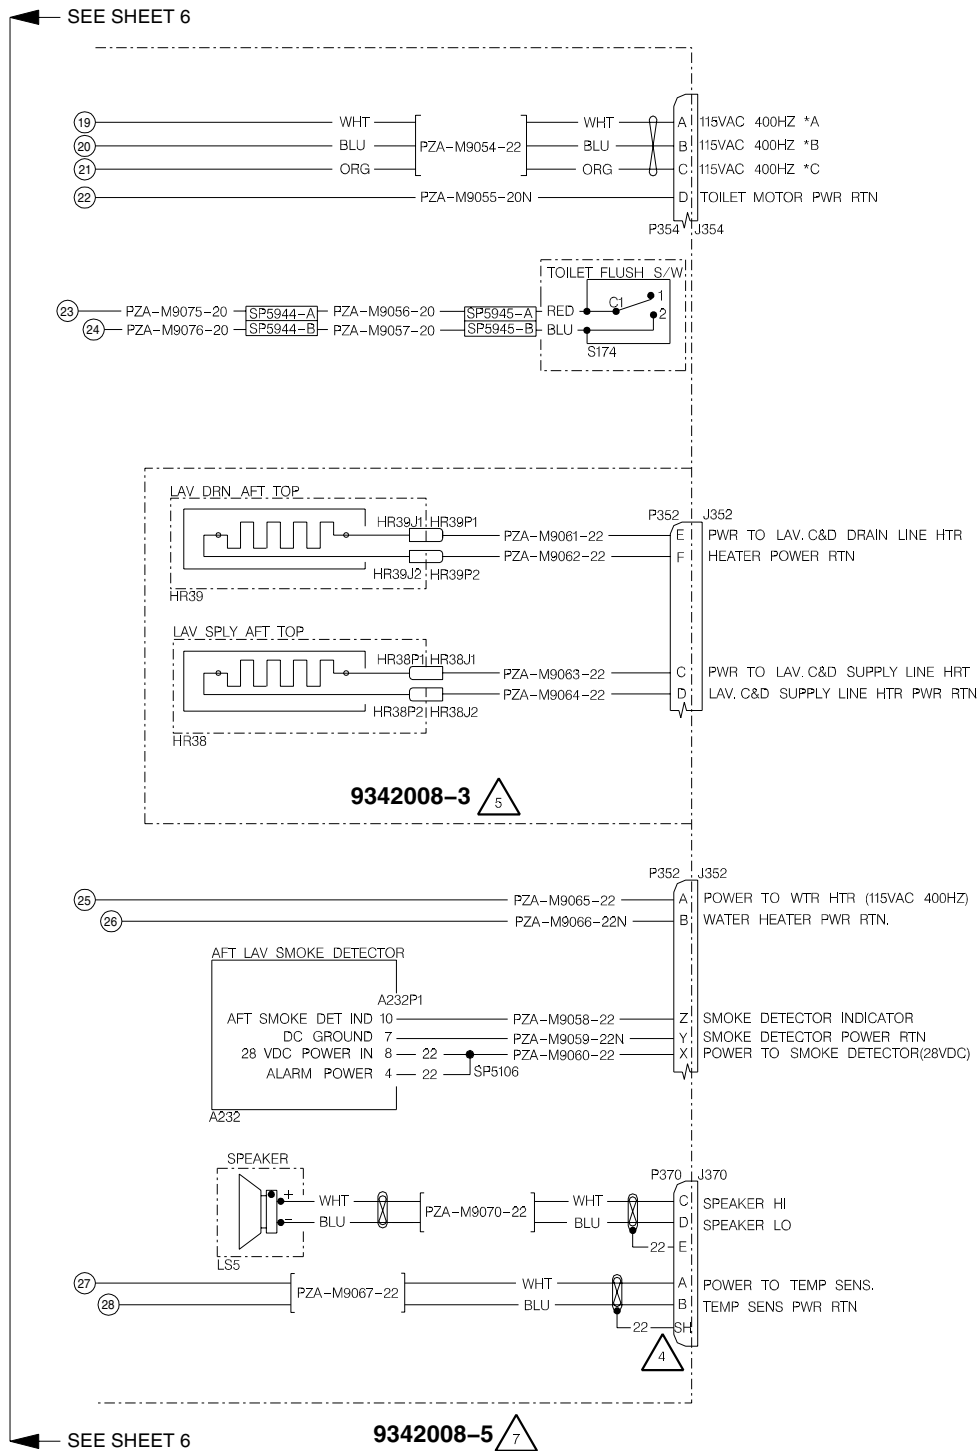 SEE SHEET 6
19 WHT WHT A 115VAC 400HZ *A
20 BLU PZA-M9054-22 BLU B 115VAC 400HZ *B
21 ORG ORG C 115VAC 400HZ *C
22 PZA-M9055-20N D TOILET MOTOR PWR RTN
P354 J354
TOILET FLUSH S/W
C1 1
23 PZA-M9075-20 SP5944-A PZA-M9056-20 SP5945-A RED 2
24 PZA-M9076-20 SP5944-B PZA-M9057-20 SP5945-B BLU
S174
LAV DRN AFT TOP
P352 J352
HR39J1 HR39P1
PZA-M9061-22 E PWR TO LAV. C&D DRAIN LINE HTR
PZA-M9062-22 F HEATER POWER RTN
HR39J2 HR39P2
HR39
LAV SPLY AFT TOP
HR38P1 HR38J1
PZA-M9063-22 C PWR TO LAV. C&D SUPPLY LINE HRT
PZA-M9064-22 D LAV. C&D SUPPLY LINE HTR PWR RTN
HR38P2 HR38J2
HR38
9342008-3 5
P352 J352
25 PZA-M9065-22 A POWER TO WTR HTR (115VAC 400HZ)
26 PZA-M9066-22N B WATER HEATER PWR RTN.
AFT LAV SMOKE DETECTOR
A232P1
AFT SMOKE DET IND 10 PZA-M9058-22 Z SMOKE DETECTOR INDICATOR
DC GROUND 7 PZA-M9059-22N Y SMOKE DETECTOR POWER RTN
28 VDC POWER IN 8 22 PZA-M9060-22 X POWER TO SMOKE DETECTOR(28VDC)
ALARM POWER 4 22 SP5106
A232
SPEAKER
P370 J370
+ WHT WHT C SPEAKER HI
PZA-M9070-22
- BLU BLU D SPEAKER LO
22 E
LS5
27 WHT A POWER TO TEMP SENS.
PZA-M9067-22
28 BLU B TEMP SENS PWR RTN
22 SH
4
9342008-5 7
SEE SHEET 6